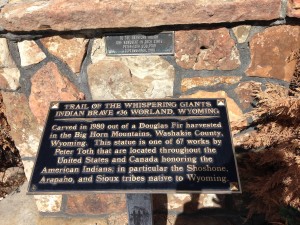 TRAIL OF THE WHISPERING GIANTS
INDIAN BRAVE #36 WORLAND, WYOMING
Carved in 1980 out of a Douglas Fir harvested
in the Big Horn Mountains, Washakie County,
Wyoming. This statue is one of 67 works by
Peter Toth that are located throughout the
United States and Canada honoring the
American Indians, in particular the Shoshone,
Arapaho, and Sioux tribes native to Wyoming.